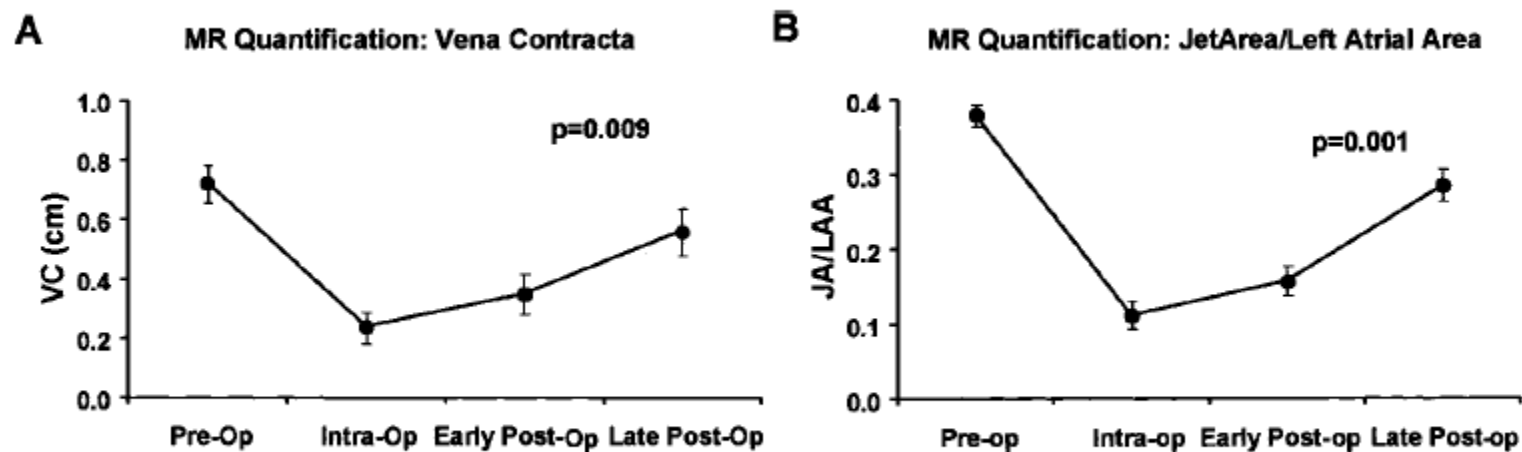 A
MR Quantification: Vena Contracta
p=0.009
VC (cm)
1.0
0.8
0.6
0.4
0.2
0.0
Pre-Op Intra-Op Early Post-Op Late Post-Op
B
MR Quantification: JetArea/Left Atrial Area
p=0.001
JA/LAA
0.4
0.3
0.2
0.1
0.0
Pre-op Intra-op Early Post-op Late Post-op